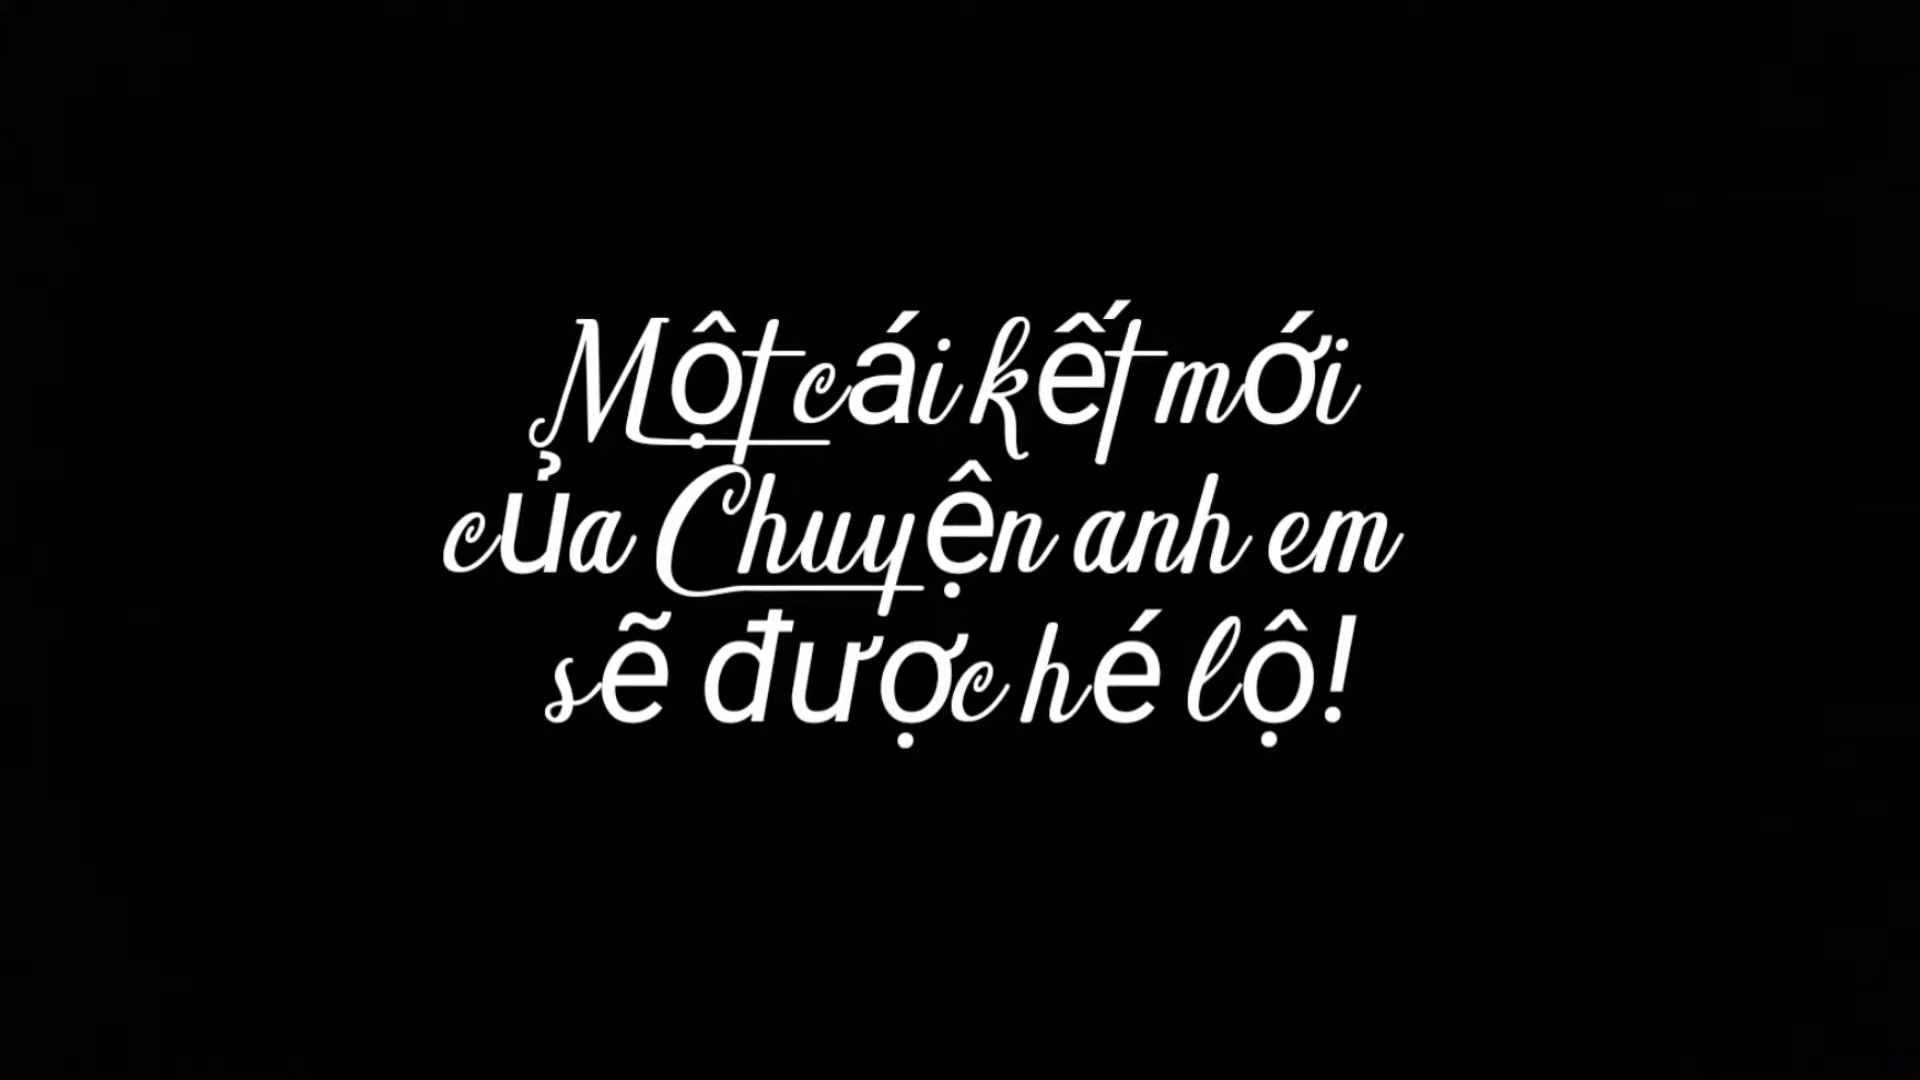 Một cái kết mới
của Chuyện anh em
sẽ được hé lộ!